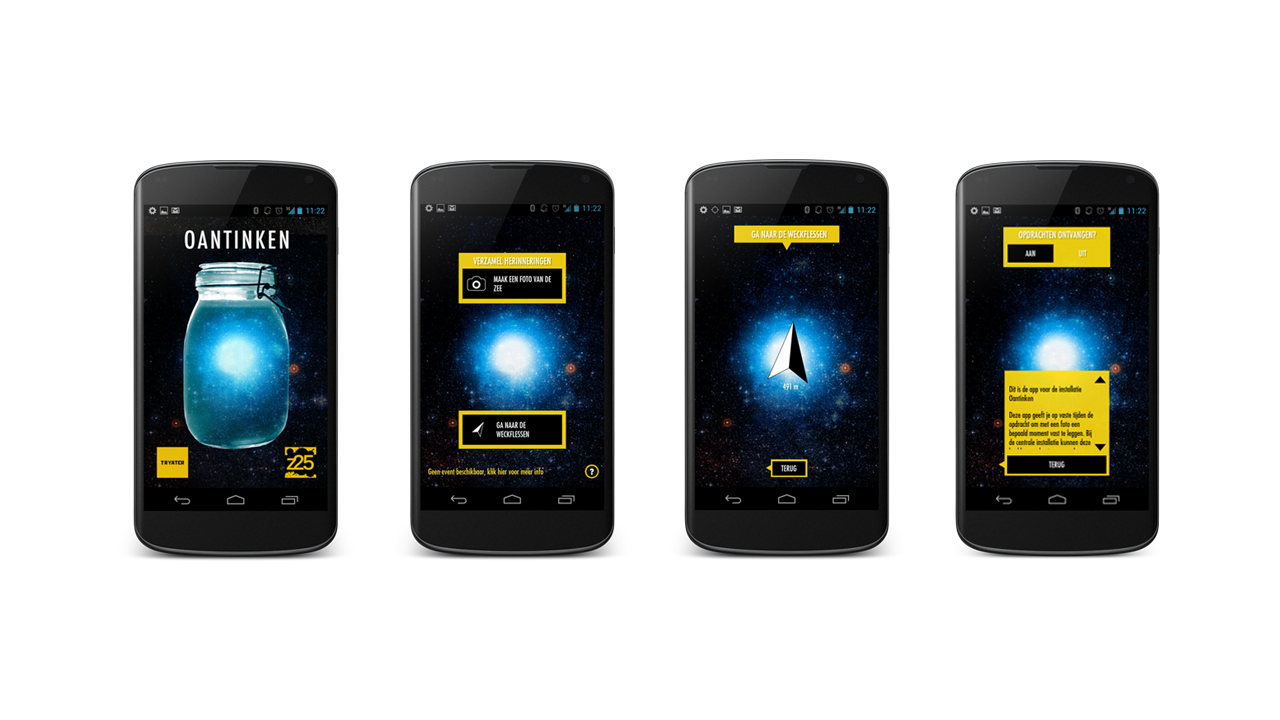 11:22
OANTINKEN
TRYATER
Z25
11:22
VERZAMEL HERINNERINGEN
MAAK EEN FOTO VAN DE
ZEE
GA NAAR DE
WECKFLESSEN
Geen event beschikbaar, klik hier voor meer info
?
11:22
GA NAAR DE WECKFLESSEN
491 m
TERUG
11:22
OPDRACHTEN ONTVANGEN?
AAN UIT
Dit is de app voor de installatie
Oantinken
Deze app geeft je op vaste tijden de
opdracht om met een foto een
bepaald moment vast te leggen. Bij
de centrale installatie kunnen deze
TERUG